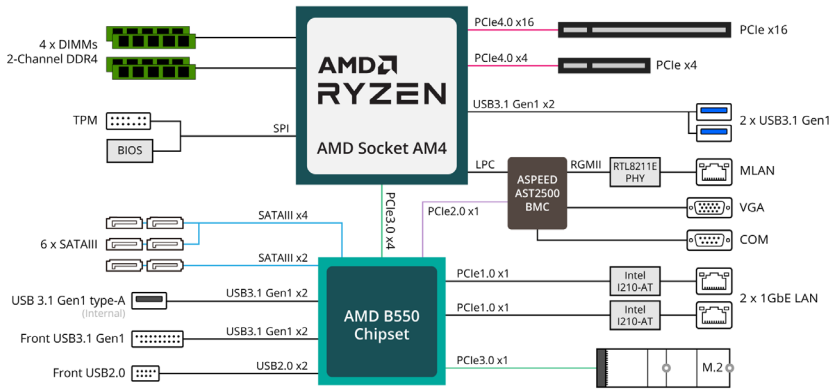 4 x DIMMs
2-Channel DDR4
TPM
BIOS
SPI
AMD
RYZEN
AMD Socket AM4
PCIe4.0 x16
PCIe x16
PCIe4.0 x4
PCIe x4
USB3.1 Gen1 x2
2 x USB3.1 Gen1
LPC
ASPEED
AST2500
BMC
RGMII
RTL8211E
PHY
MLAN
VGA
COM
PCIe3.0 x4
PCIe2.0 x1
6 x SATAIII
SATAIII x4
SATAIII x2
USB 3.1 Gen1 type-A
(Internal)
USB3.1 Gen1 x2
Front USB3.1 Gen1
USB3.1 Gen1 x2
Front USB2.0
USB2.0 x2
AMD B550
Chipset
PCIe1.0 x1
Intel
I210-AT
PCIe1.0 x1
Intel
I210-AT
2 x 1GbE LAN
PCIe3.0 x1
M.2